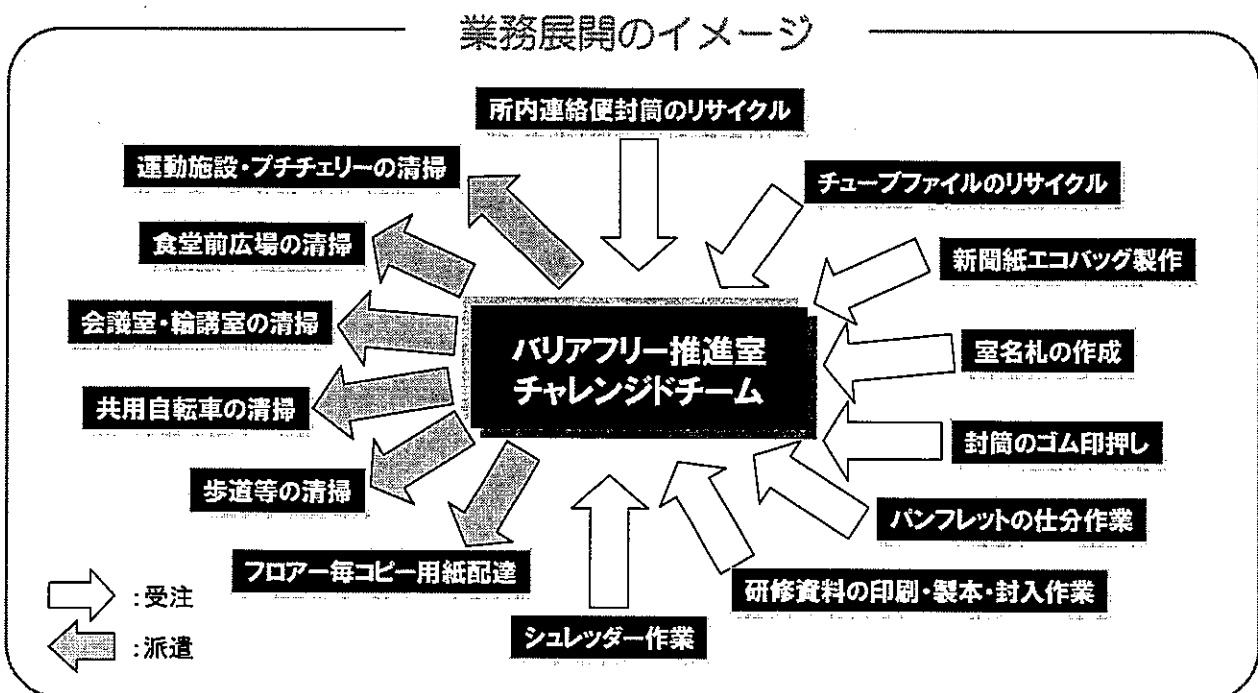 業務展開のイメージ
所内連絡便封筒のリサイクル
運動施設・プチチェリーの清掃
チューブファイルのリサイクル
食堂前広場の清掃
新聞紙エコバッグ製作
会議室・輪講室の清掃
バリアフリー推進室
チャレンジドチーム
室名札の作成
共用自転車の清掃
封筒のゴム印押し
歩道等の清掃
パンフレットの仕分作業
フロアー毎コピー用紙配達
研修資料の印刷・製本・封入作業
シュレッダー作業
:受注
:派遣